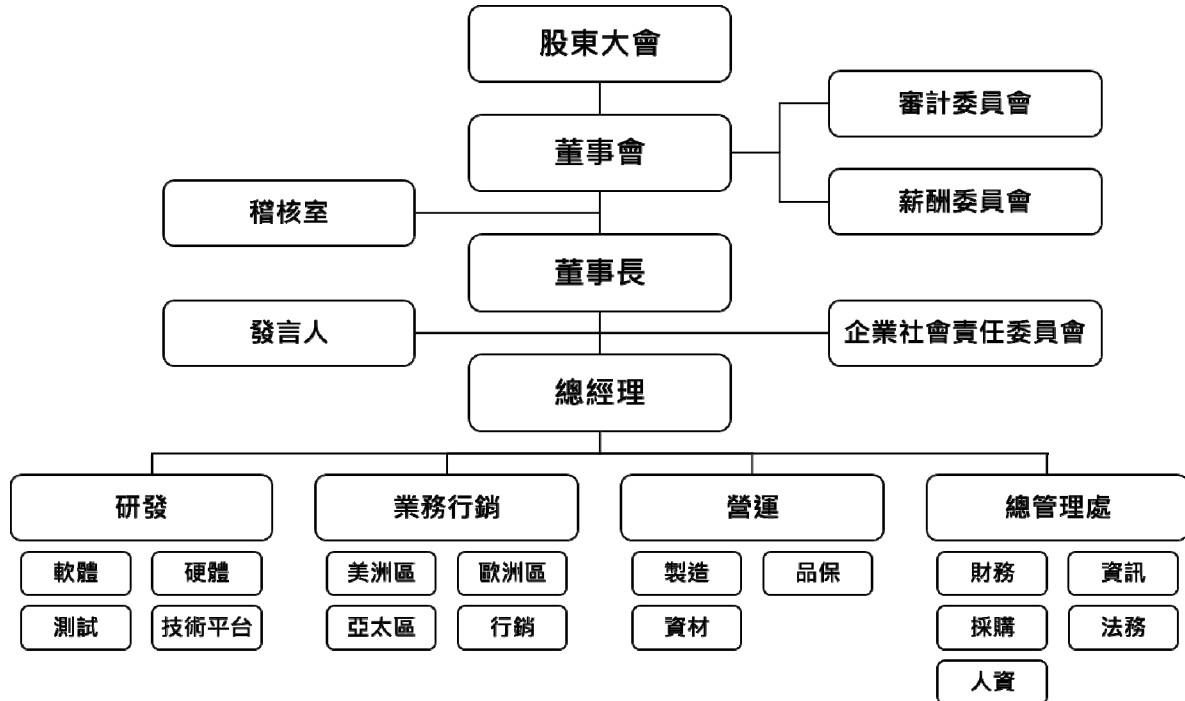 股東大會
審計委員會
董事會
薪酬委員會
稽核室
董事長
發言人
企業社會責任委員會
總經理
研發
業務行銷
營運
總管理處
軟體
硬體
美洲區
歐洲區
製造
品保
財務
資訊
測試
技術平台
亞太區
行銷
資材
採購
法務
人資